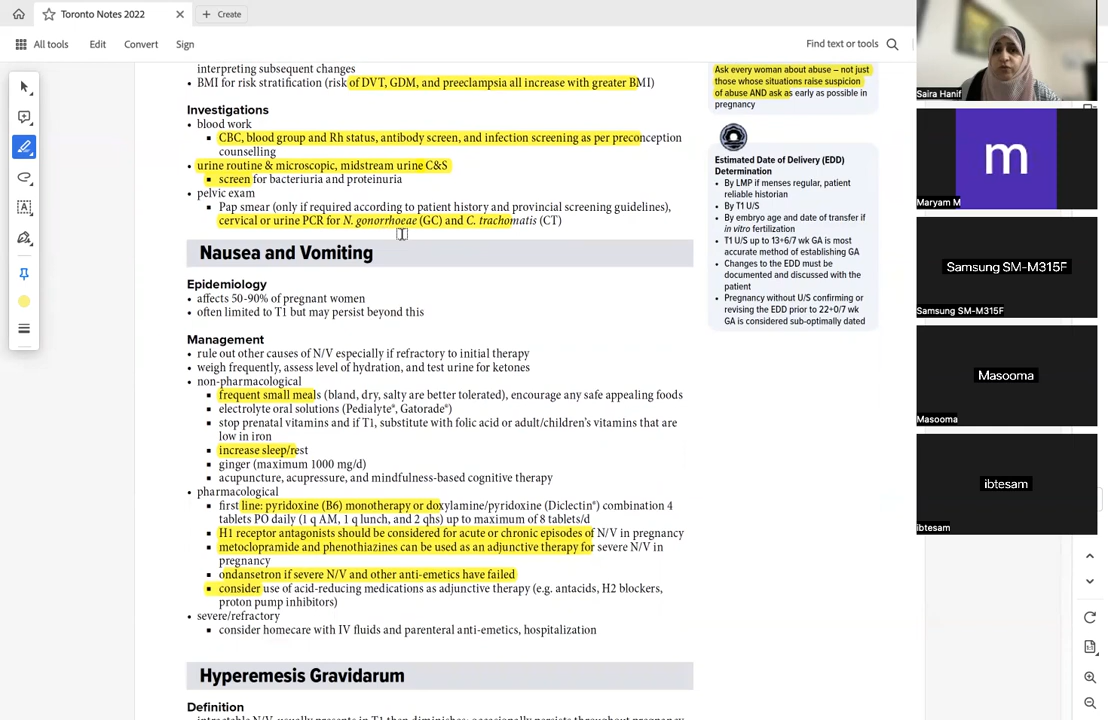 Toronto Notes 2022
Create
All tools
Edit
Convert
Sign
Find text or tools
interpreting subsequent changes
• BMI for risk stratification (risk of DVT, GDM, and preeclampsia all increase with greater BMI)
Investigations
• blood work
▪ CBC, blood group and Rh status, antibody screen, and infection screening as per preconception
counselling
• urine routine & microscopic, midstream urine C&S
▪ screen for bacteriuria and proteinuria
• pelvic exam
▪ Pap smear (only if required according to patient history and provincial screening guidelines),
cervical or urine PCR for N. gonorrhoeae (GC) and C. trachomatis (CT)
Nausea and Vomiting
Epidemiology
• affects 50-90% of pregnant women
• often limited to T1 but may persist beyond this
Management
• rule out other causes of N/V especially if refractory to initial therapy
• weigh frequently, assess level of hydration, and test urine for ketones
• non-pharmacological
▪ frequent small meals (bland, dry, salty are better tolerated), encourage any safe appealing foods
▪ electrolyte oral solutions (Pedialyte®, Gatorade®)
▪ stop prenatal vitamins and if T1, substitute with folic acid or adult/children's vitamins that are
low in iron
▪ increase sleep/rest
▪ ginger (maximum 1000 mg/d)
▪ acupuncture, acupressure, and mindfulness-based cognitive therapy
• pharmacological
▪ first line: pyridoxine (B6) monotherapy or doxylamine/pyridoxine (Diclectin®) combination 4
tablets PO daily (1 q AM, 1 q lunch, and 2 qhs) up to maximum of 8 tablets/d
▪ H1 receptor antagonists should be considered for acute or chronic episodes of N/V in pregnancy
▪ metoclopramide and phenothiazines can be used as an adjunctive therapy for severe N/V in
pregnancy
▪ ondansetron if severe N/V and other anti-emetics have failed
▪ consider use of acid-reducing medications as adjunctive therapy (e.g. antacids, H2 blockers,
proton pump inhibitors)
• severe/refractory
▪ consider homecare with IV fluids and parenteral anti-emetics, hospitalization
Hyperemesis Gravidarum
Definition
• intractable N/V, usually presents in T1 then diminishes; occasionally persists throughout pregnancy
Ask every woman about abuse – not just
those whose situations raise suspicion
of abuse AND ask as early as possible in
pregnancy
Estimated Date of Delivery (EDD)
Determination
• By LMP if menses regular, patient
reliable historian
• By T1 U/S
• By embryo age and date of transfer if
in vitro fertilization
• T1 U/S up to 13+6/7 wk GA is most
accurate method of establishing GA
• Changes to the EDD must be
documented and discussed with the
patient
• Pregnancy without U/S confirming or
revising the EDD prior to 22+0/7 wk
GA is considered sub-optimally dated
Saira Hanif
m
Maryam M
Samsung SM-M315F
Samsung SM-M315F
Masooma
Masooma
ibtesam
ibtesam